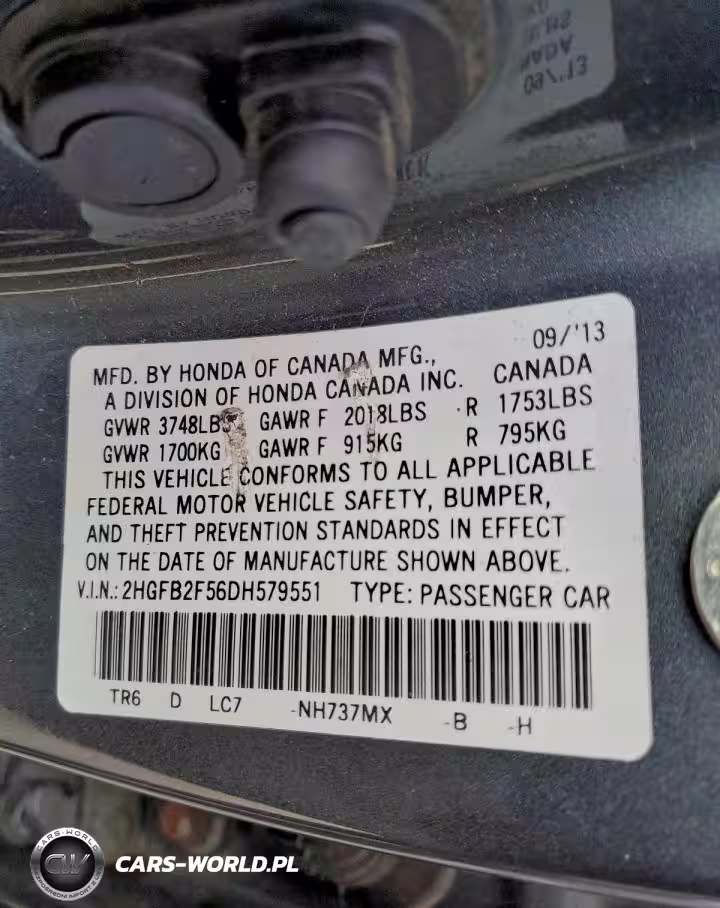 09/'13
MFD. BY HONDA OF CANADA MFG.,
A DIVISION OF HONDA CANADA INC. CANADA
GVWR 3748LBS GAWR F 2018LBS R 1753LBS
GVWR 1700KG GAWR F 915KG R 795KG
THIS VEHICLE CONFORMS TO ALL APPLICABLE
FEDERAL MOTOR VEHICLE SAFETY, BUMPER,
AND THEFT PREVENTION STANDARDS IN EFFECT
ON THE DATE OF MANUFACTURE SHOWN ABOVE.
V.I.N.: 2HGFB2F56DH579551 TYPE: PASSENGER CAR
TR6 D LC7 -NH737MX -B -H
CARS-WORLD
CW
CARS-WORLD.PL